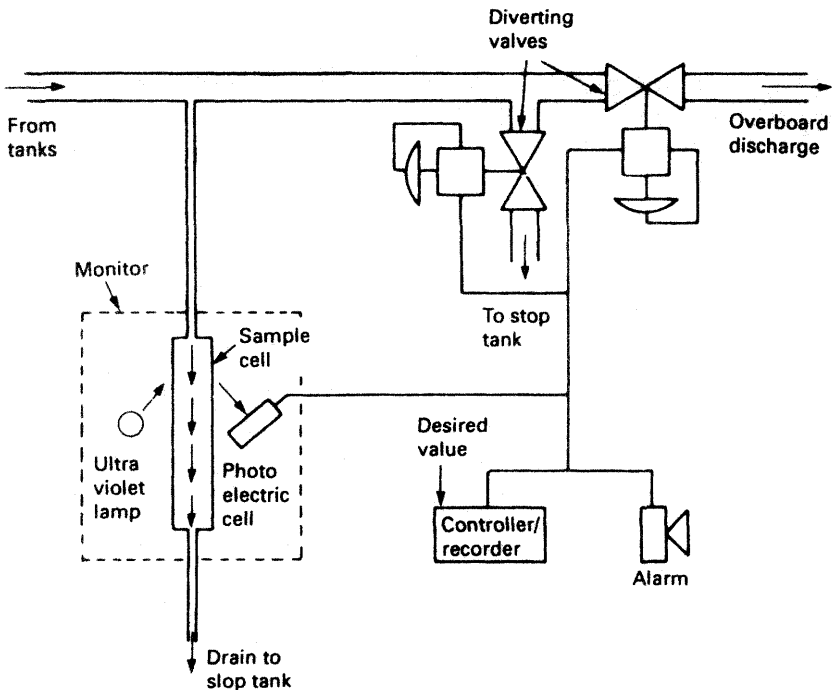 Diverting
valves
From
tanks
Overboard
discharge
Monitor
To stop
tank
Sample
cell
Desired
value
Ultra
violet
lamp
Photo
electric
cell
Controller/
recorder
Alarm
Drain to
slop tank